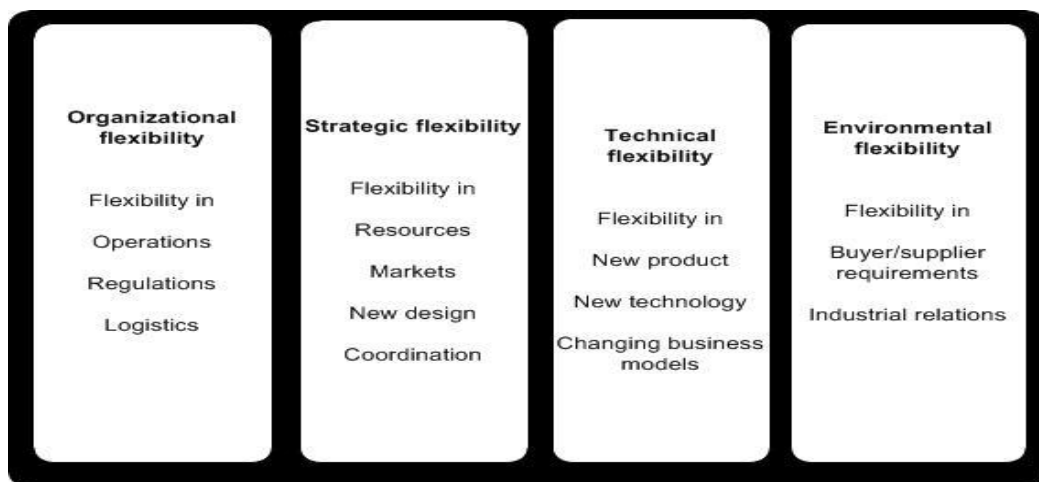 Organizational
flexibility
Flexibility in
Operations
Regulations
Logistics
Strategic flexibility
Flexibility in
Resources
Markets
New design
Coordination
Technical
flexibility
Flexibility in
New product
New technology
Changing business
models
Environmental
flexibility
Flexibility in
Buyer/supplier
requirements
Industrial relations